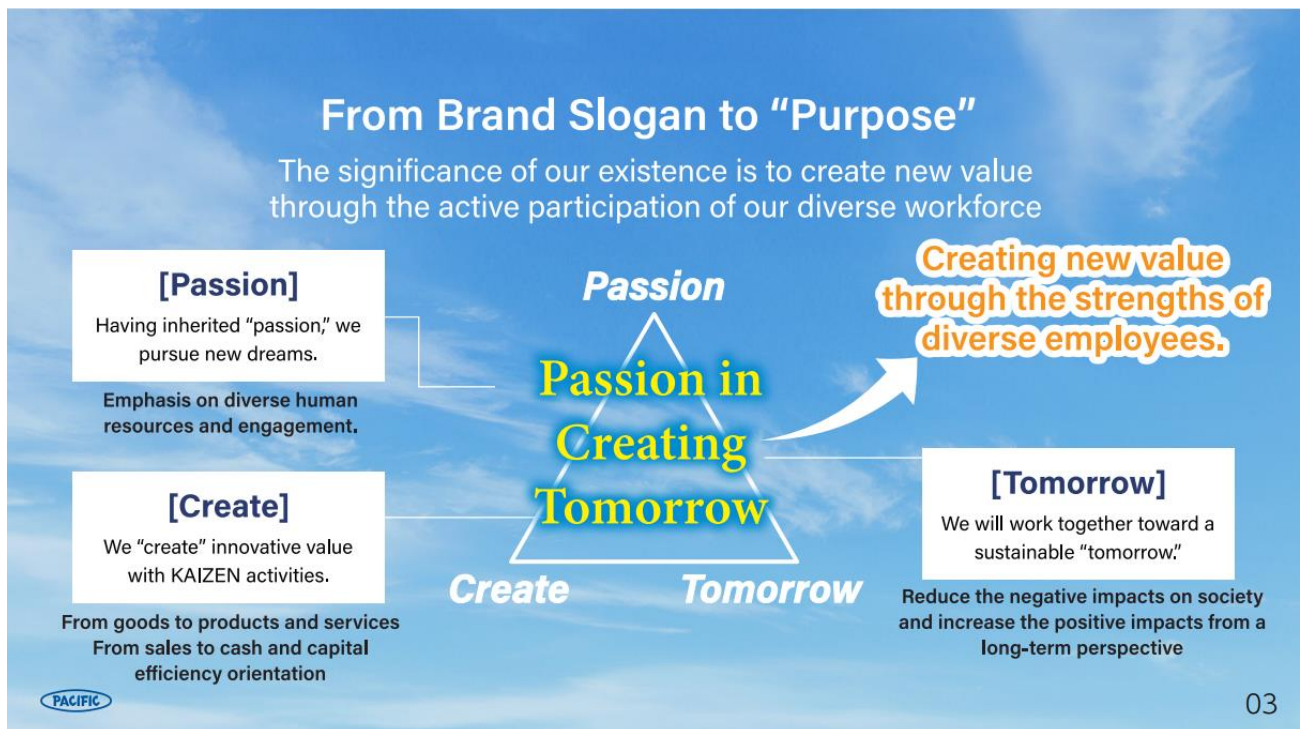 From Brand Slogan to “Purpose”
The significance of our existence is to create new value
through the active participation of our diverse workforce
[Passion]
Having inherited “passion,” we
pursue new dreams.
Emphasis on diverse human
resources and engagement.
[Create]
We “create” innovative value
with KAIZEN activities.
From goods to products and services
From sales to cash and capital
efficiency orientation
Passion
Passion in
Creating
Tomorrow
Create
Tomorrow
Creating new value
through the strengths of
diverse employees.
[Tomorrow]
We will work together toward a
sustainable “tomorrow.”
Reduce the negative impacts on society
and increase the positive impacts from a
long-term perspective
PACIFIC
03